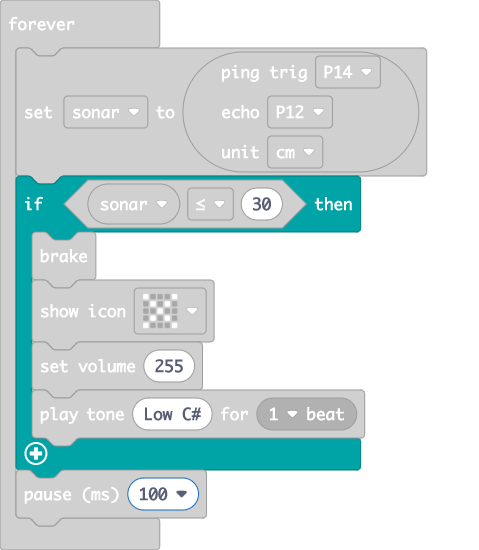 forever
ping trig P14
set sonar to echo P12
unit cm
if sonar ≤ 30 then
brake
show icon
set volume 255
play tone Low C# for 1 beat
pause (ms) 100